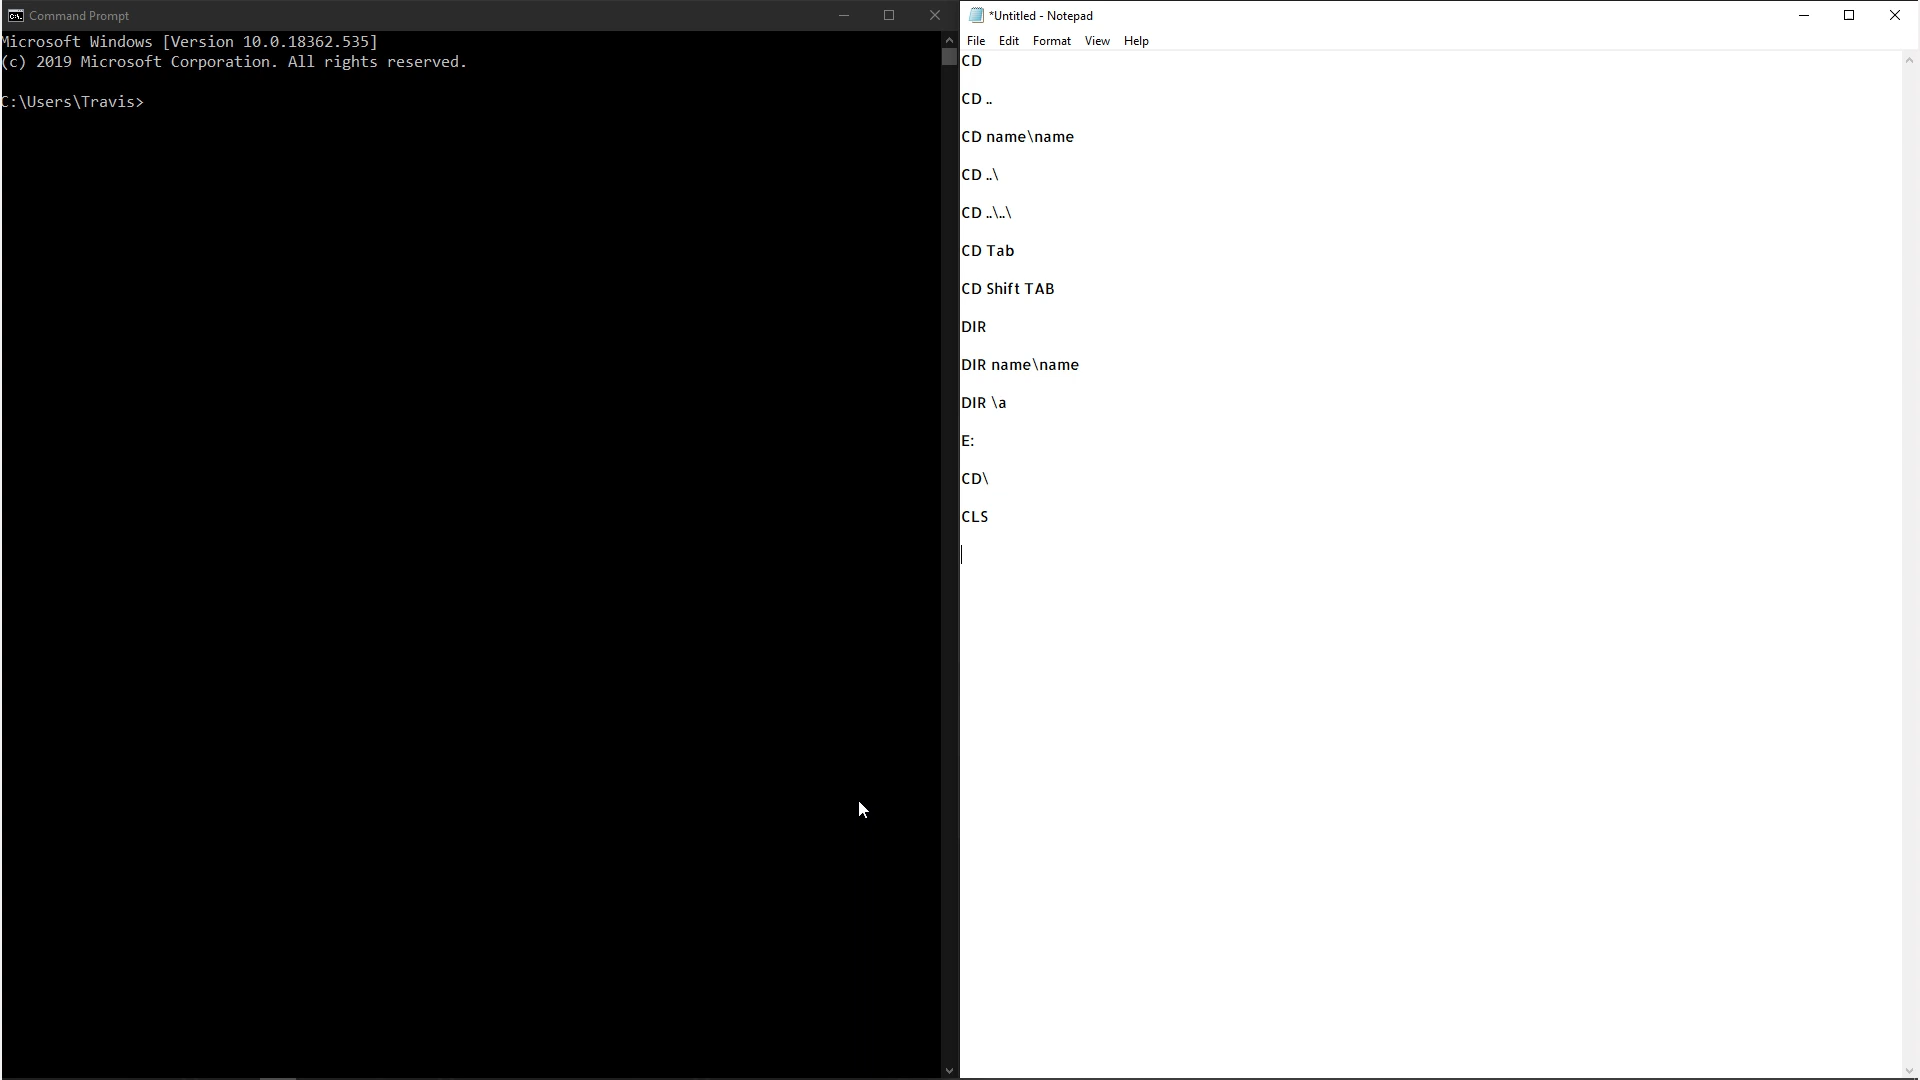 Command Prompt
Microsoft Windows [Version 10.0.18362.535]
(c) 2019 Microsoft Corporation. All rights reserved.
C:\Users\Travis>
*Untitled - Notepad
File Edit Format View Help
CD
CD ..
CD name\name
CD ..\
CD ..\..\
CD Tab
CD Shift TAB
DIR
DIR name\name
DIR \a
E:
CD\
CLS